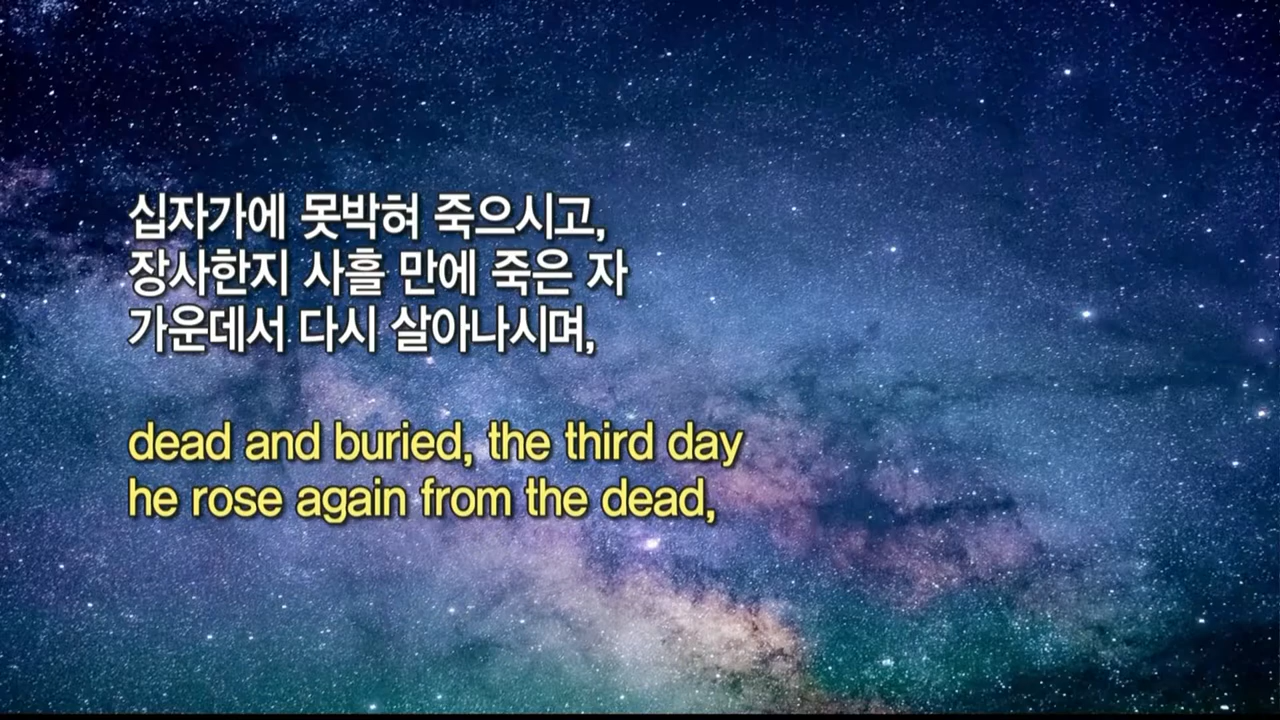 십자가에 못박혀 죽으시고,
장사한지 사흘 만에 죽은 자
가운데서 다시 살아나시며,
dead and buried, the third day
he rose again from the dead,